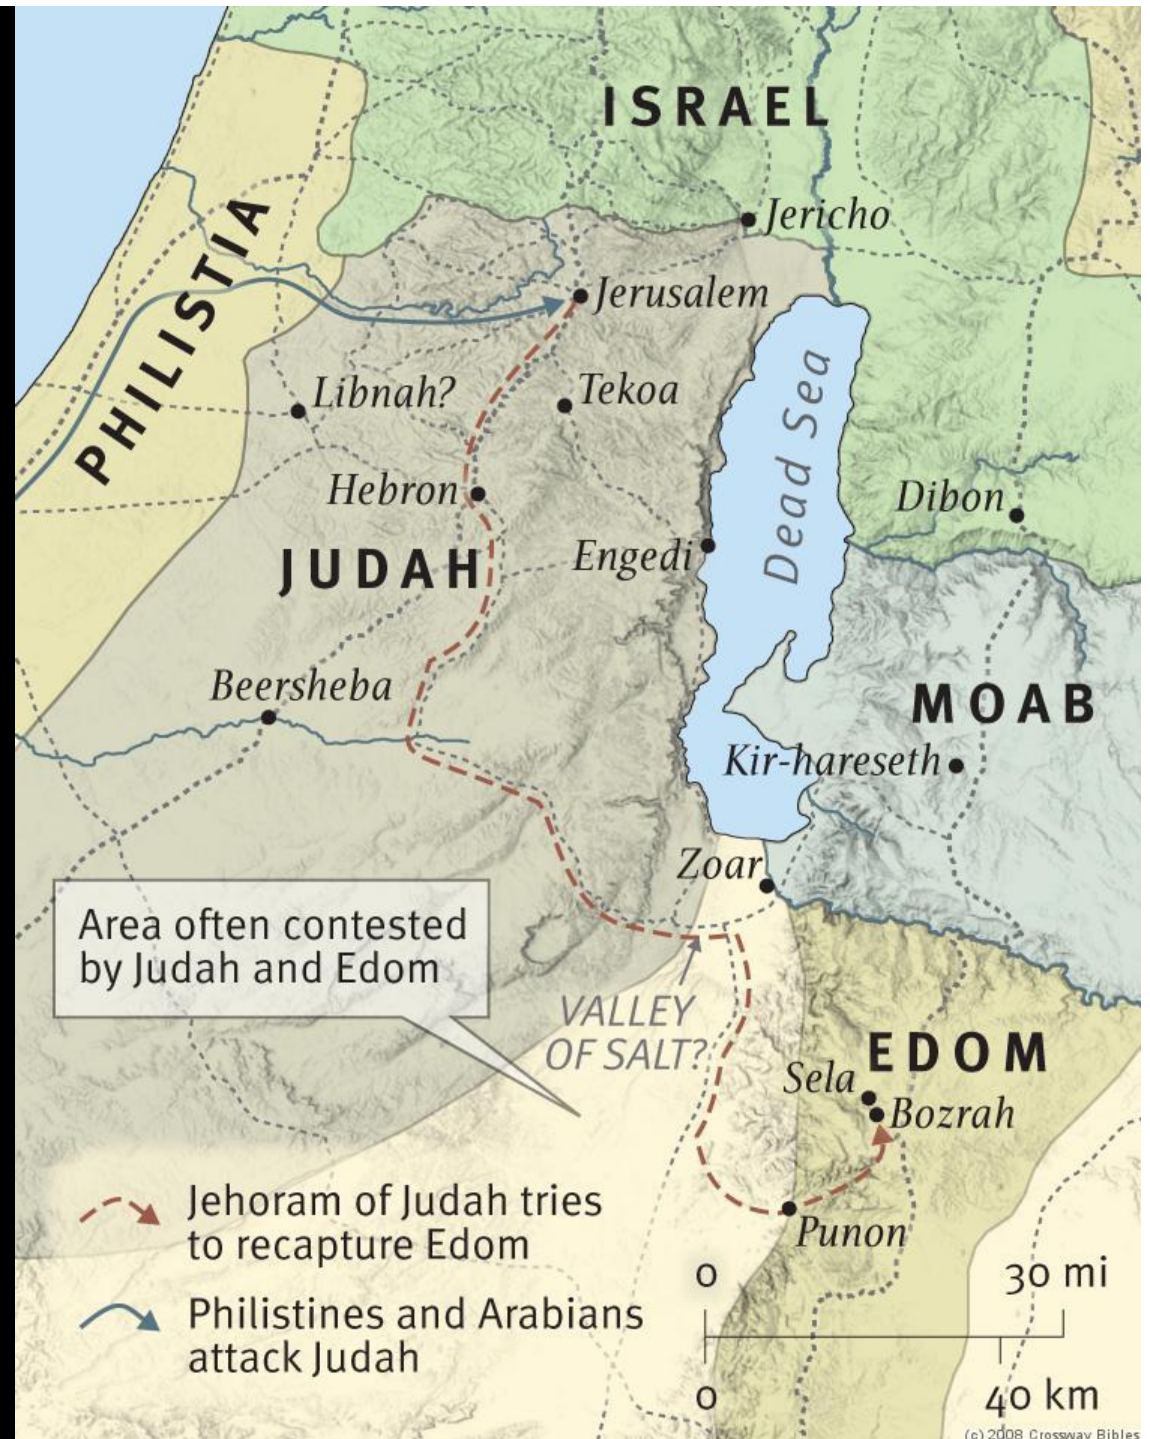 ISRAEL
Jericho
PHILISTIA
Jerusalem
Libnah?
Tekoa
Dead Sea
Hebron
Dibon
JUDAH
Engedi
Beersheba
MOAB
Kir-hareseth
Zoar
Area often contested
by Judah and Edom
VALLEY
OF SALT?
EDOM
Sela
Bozrah
Punon
Jehoram of Judah tries
to recapture Edom
Philistines and Arabians
attack Judah
0 30 mi
0 40 km
(c) 2008 Crossway Bibles